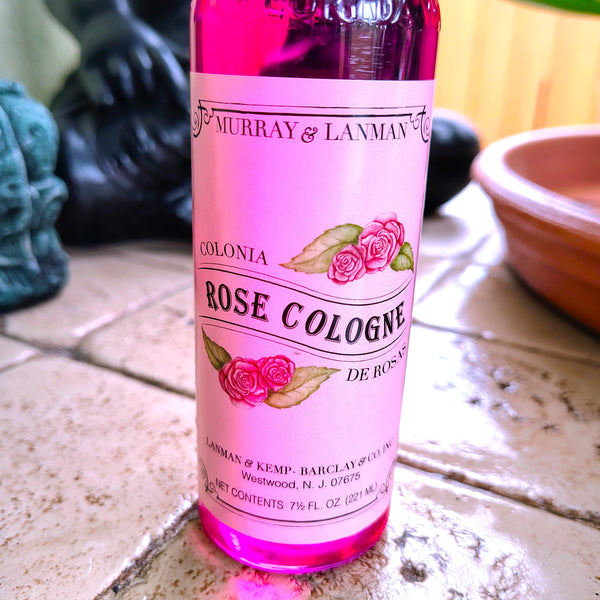 MURRAY & LANMAN
COLONIA
ROSE COLOGNE
DE ROSAS
LANMAN & KEMP - BARCLAY & CO. INC
Westwood, N. J. 07675
NET CONTENTS 7½ FL. OZ. (221 ML)